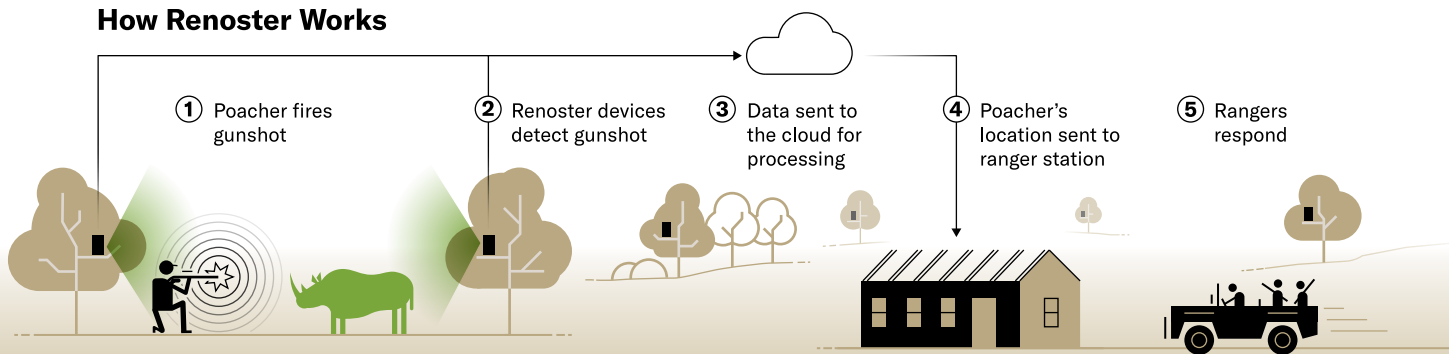 How Renoster Works
1 Poacher fires
gunshot
2 Renoster devices
detect gunshot
3 Data sent to
the cloud for
processing
4 Poacher's
location sent to
ranger station
5 Rangers
respond